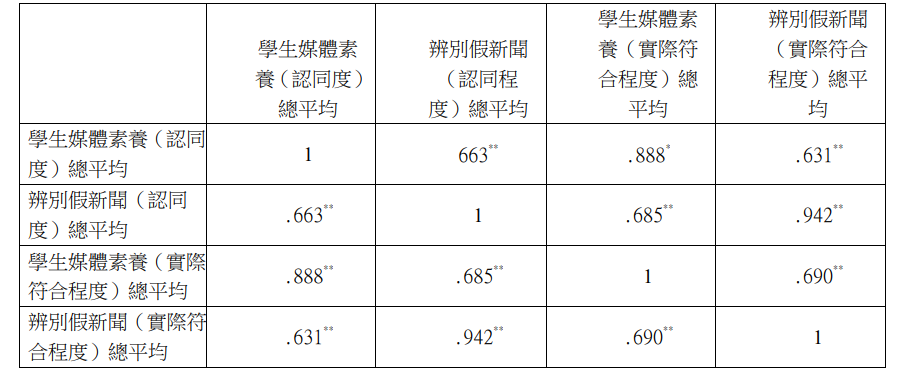 學生媒體素
養（認同度）
總平均
辨別假新聞
（認同程
度）總平均
學生媒體素
養（實際符
合程度）總
平均
辨別假新聞
（實際符合
程度）總平
均
學生媒體素養（認同
度）總平均
1
663**
.888*
.631**
辨別假新聞（認同
度）總平均
.663**
1
.685**
.942**
學生媒體素養（實際
符合程度）總平均
.888**
.685**
1
.690**
辨別假新聞（實際符
合程度）總平均
.631**
.942**
.690**
1